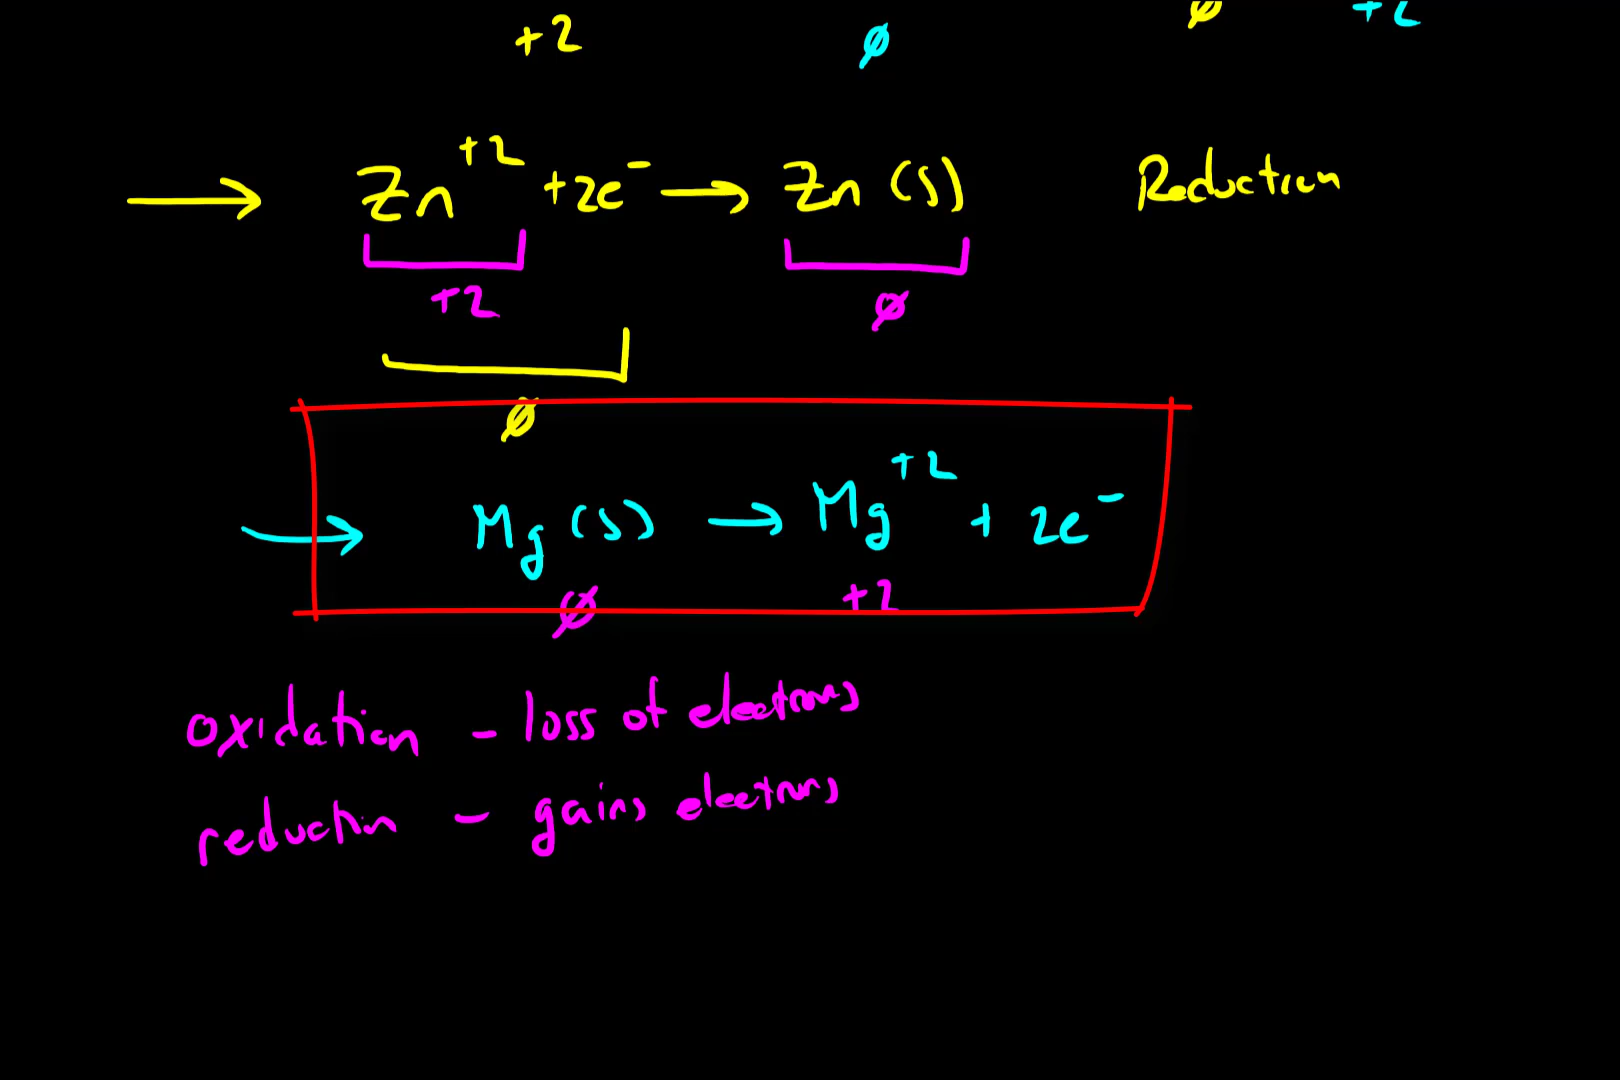 +2 ∅ ∅ +2
Zn⁺² + 2e⁻ → Zn (s) Reduction
+2 ∅
∅
→ Mg (s) → Mg⁺² + 2e⁻
∅ +2
oxidation – loss of electrons
reduction – gains electrons